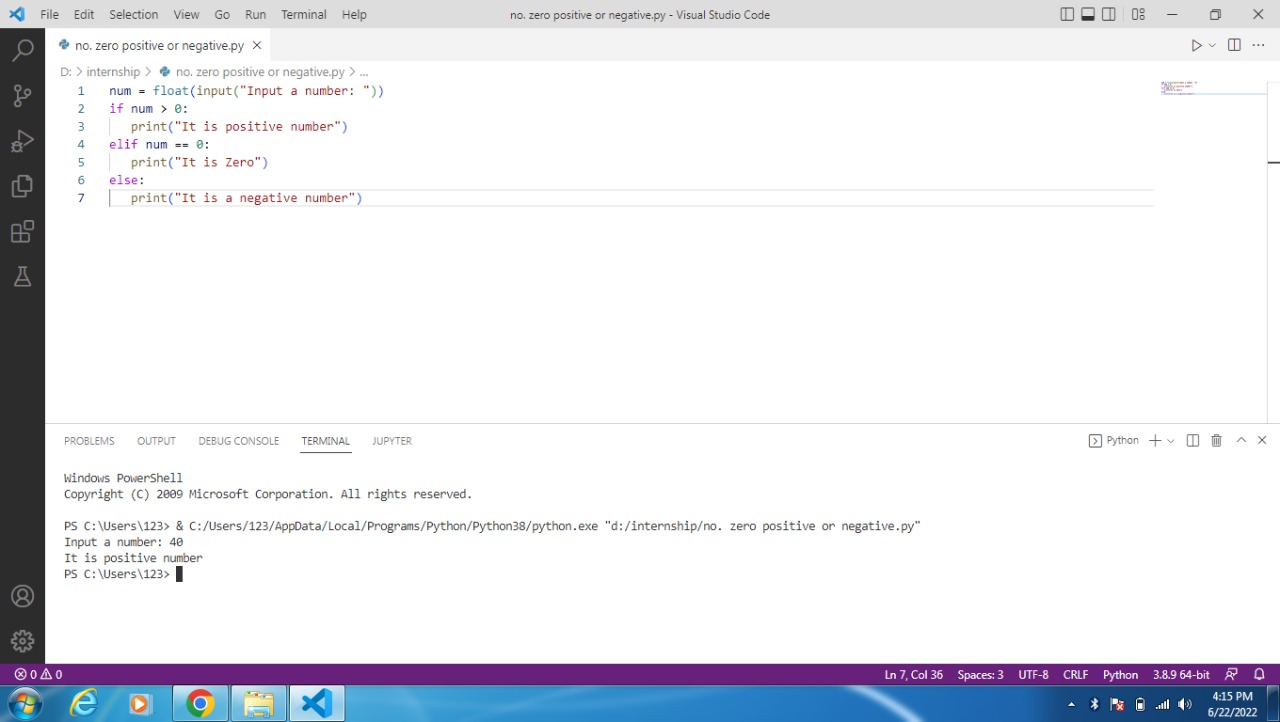 File Edit Selection View Go Run Terminal Help no. zero positive or negative.py - Visual Studio Code
no. zero positive or negative.py
D: > internship > no. zero positive or negative.py > ...
1 num = float(input("Input a number: "))
2 if num > 0:
3 print("It is positive number")
4 elif num == 0:
5 print("It is Zero")
6 else:
7 print("It is a negative number")
PROBLEMS OUTPUT DEBUG CONSOLE TERMINAL JUPYTER Python
Windows PowerShell
Copyright (C) 2009 Microsoft Corporation. All rights reserved.
PS C:\Users\123> & C:/Users/123/AppData/Local/Programs/Python/Python38/python.exe "d:/internship/no. zero positive or negative.py"
Input a number: 40
It is positive number
PS C:\Users\123>
0 0 Ln 7, Col 36 Spaces: 3 UTF-8 CRLF Python 3.8.9 64-bit
4:15 PM
6/22/2022